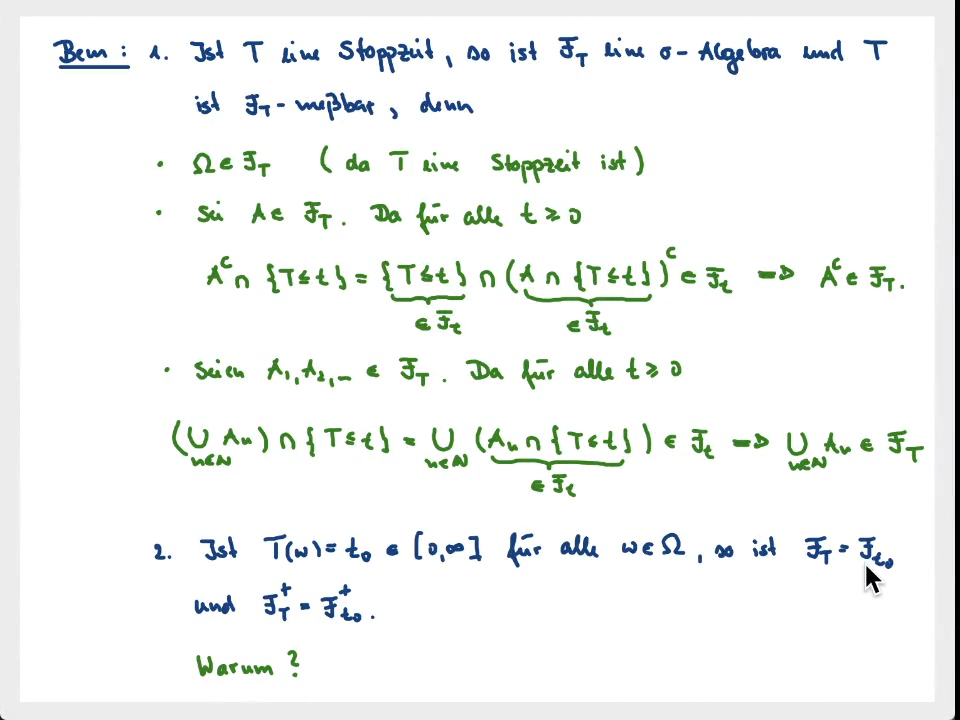 Bem: 1. Ist T eine Stoppzeit, so ist ℱ_T eine σ-Algebra und T
ist ℱ_T-meßbar, denn
· Ω ∈ ℱ_T (da T eine Stoppzeit ist)
· Sei A ∈ ℱ_T. Da für alle t ≥ 0
A^c ∩ {T ≤ t} = {T ≤ t} ∩ (A ∩ {T ≤ t})^c ∈ ℱ_t ⇒ A^c ∈ ℱ_T.
∈ ℱ_t ∈ ℱ_t
· Seien A_1, A_2, … ∈ ℱ_T. Da für alle t ≥ 0
(⋃_{n∈ℕ} A_n) ∩ {T ≤ t} = ⋃_{n∈ℕ} (A_n ∩ {T ≤ t}) ∈ ℱ_t ⇒ ⋃_{n∈ℕ} A_n ∈ ℱ_T
∈ ℱ_t
2. Ist T(ω) = t_0 ∈ [0,∞] für alle ω ∈ Ω, so ist ℱ_T = ℱ_{t_0}
und ℱ_T^+ = ℱ_{t_0}^+.
Warum?